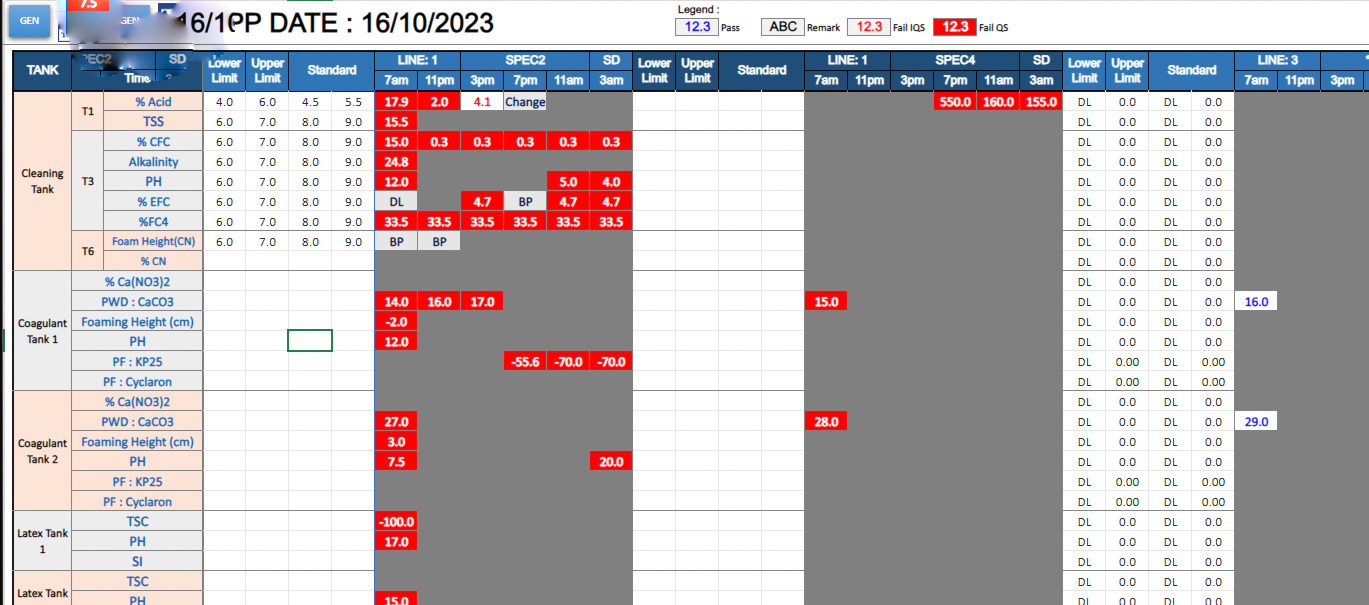 GEN 7.5 GEN 16/1 PP DATE : 16/10/2023
Legend :
12.3 Pass ABC Remark 12.3 Fail IQS 12.3 Fail QS
TANK SPEC2 SD Lower Limit Upper Limit Standard LINE: 1 SPEC2 SD Lower Limit Upper Limit Standard LINE: 1 SPEC4 SD Lower Limit Upper Limit Standard LINE: 3
Time 7am 11pm 3pm 7pm 11am 3am 7am 11pm 3pm 7pm 11am 3am 7am 11pm 3pm
Cleaning Tank
T1 % Acid 4.0 6.0 4.5 5.5 17.9 2.0 4.1 Change 550.0 160.0 155.0 DL 0.0 DL 0.0
TSS 6.0 7.0 8.0 9.0 15.5 DL 0.0 DL 0.0
T3 % CFC 6.0 7.0 8.0 9.0 15.0 0.3 0.3 0.3 0.3 0.3 DL 0.0 DL 0.0
Alkalinity 6.0 7.0 8.0 9.0 24.8 DL 0.0 DL 0.0
PH 6.0 7.0 8.0 9.0 12.0 5.0 4.0 DL 0.0 DL 0.0
% EFC 6.0 7.0 8.0 9.0 DL 4.7 BP 4.7 4.7 DL 0.0 DL 0.0
%FC4 6.0 7.0 8.0 9.0 33.5 33.5 33.5 33.5 33.5 33.5 DL 0.0 DL 0.0
T6 Foam Height(CN) 6.0 7.0 8.0 9.0 BP BP DL 0.0 DL 0.0
% CN DL 0.0 DL 0.0
Coagulant Tank 1
% Ca(NO3)2 DL 0.0 DL 0.0
PWD : CaCO3 14.0 16.0 17.0 15.0 DL 0.0 DL 0.0 16.0
Foaming Height (cm) -2.0 DL 0.0 DL 0.0
PH 12.0 DL 0.0 DL 0.0
PF : KP25 -55.6 -70.0 -70.0 DL 0.00 DL 0.00
PF : Cyclaron DL 0.00 DL 0.00
Coagulant Tank 2
% Ca(NO3)2 DL 0.0 DL 0.0
PWD : CaCO3 27.0 28.0 DL 0.0 DL 0.0 29.0
Foaming Height (cm) 3.0 DL 0.0 DL 0.0
PH 7.5 20.0 DL 0.0 DL 0.0
PF : KP25 DL 0.00 DL 0.00
PF : Cyclaron DL 0.00 DL 0.00
Latex Tank 1
TSC -100.0 DL 0.0 DL 0.0
PH 17.0 DL 0.0 DL 0.0
SI DL 0.0 DL 0.0
Latex Tank
TSC DL 0.0 DL 0.0
PH 15.0 DL 0.0 DL 0.0